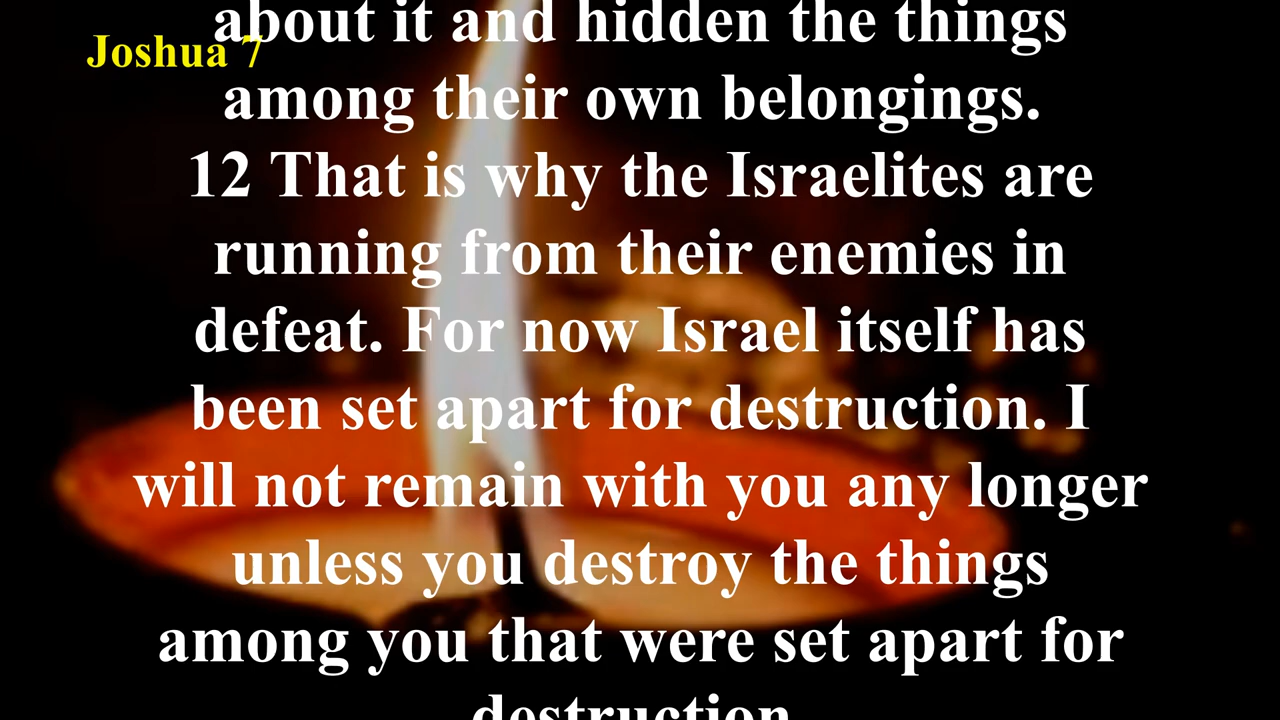 about it and hidden the things
Joshua 7
among their own belongings.
12 That is why the Israelites are
running from their enemies in
defeat. For now Israel itself has
been set apart for destruction. I
will not remain with you any longer
unless you destroy the things
among you that were set apart for
destruction.